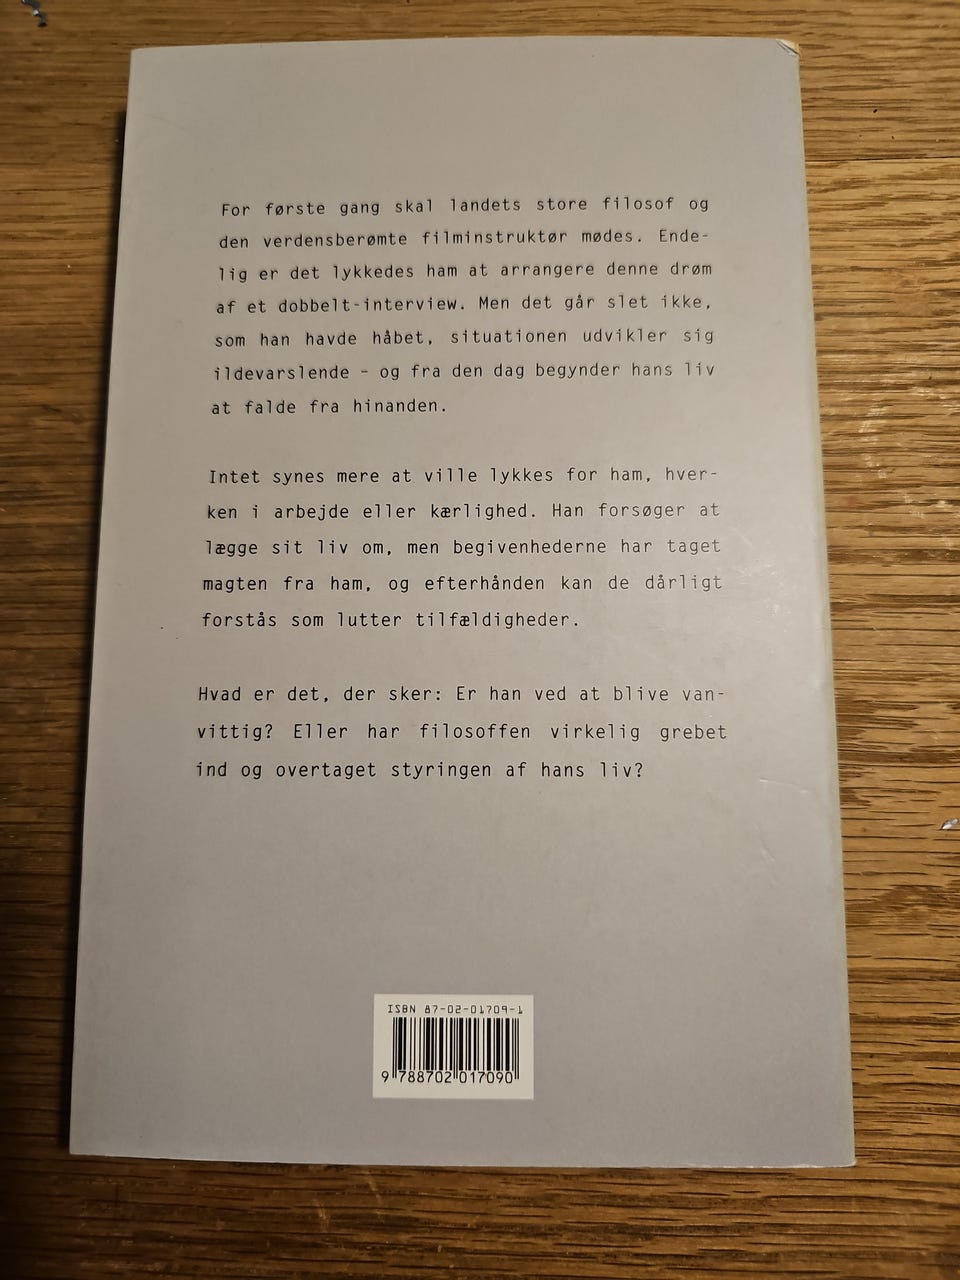 For første gang skal landets store filosof og
den verdensberømte filminstruktør mødes. Ende-
lig er det lykkedes ham at arrangere denne drøm
af et dobbelt-interview. Men det går slet ikke,
som han havde håbet, situationen udvikler sig
ildevarslende - og fra den dag begynder hans liv
at falde fra hinanden.
Intet synes mere at ville lykkes for ham, hver-
ken i arbejde eller kærlighed. Han forsøger at
lægge sit liv om, men begivenhederne har taget
magten fra ham, og efterhånden kan de dårligt
forstås som lutter tilfældigheder.
Hvad er det, der sker: Er han ved at blive van-
vittig? Eller har filosoffen virkelig grebet
ind og overtaget styringen af hans liv?
ISBN 87-02-01709-1
9 788702 017090